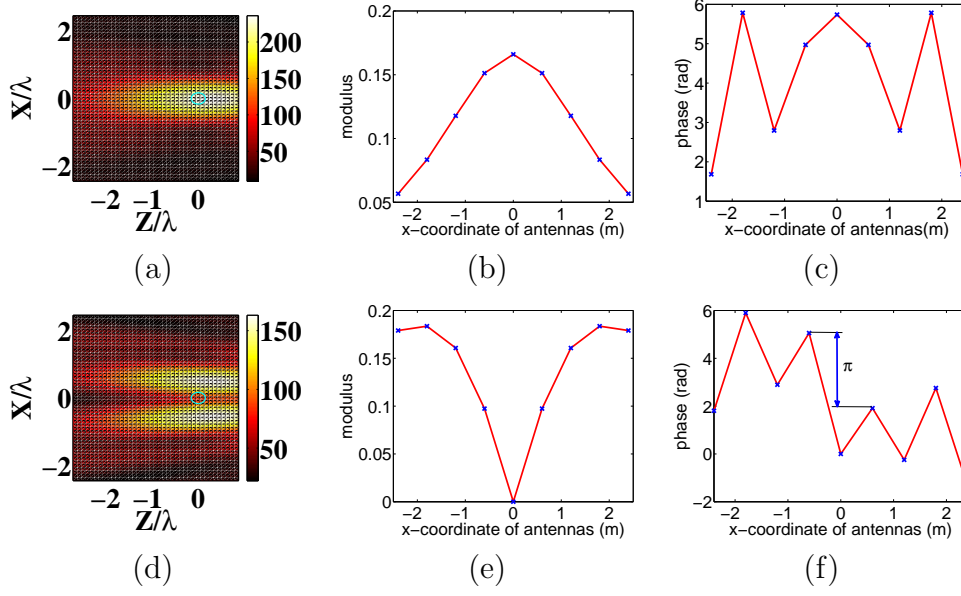 2
0
−2
X/λ
−2 −1 0
Z/λ
200
150
100
50
(a)
0.2
0.15
0.1
0.05
modulus
−2 −1 0 1 2
x−coordinate of antennas (m)
(b)
6
5
4
3
2
1
phase (rad)
−2 −1 0 1 2
x−coordinate of antennas(m)
(c)
2
0
−2
X/λ
−2 −1 0
Z/λ
150
100
50
(d)
0.2
0.15
0.1
0.05
0
modulus
−2 −1 0 1 2
x−coordinate of antennas (m)
(e)
6
4
2
0
−2
phase (rad)
π
−2 −1 0 1 2
x−coordinate of antennas (m)
(f)